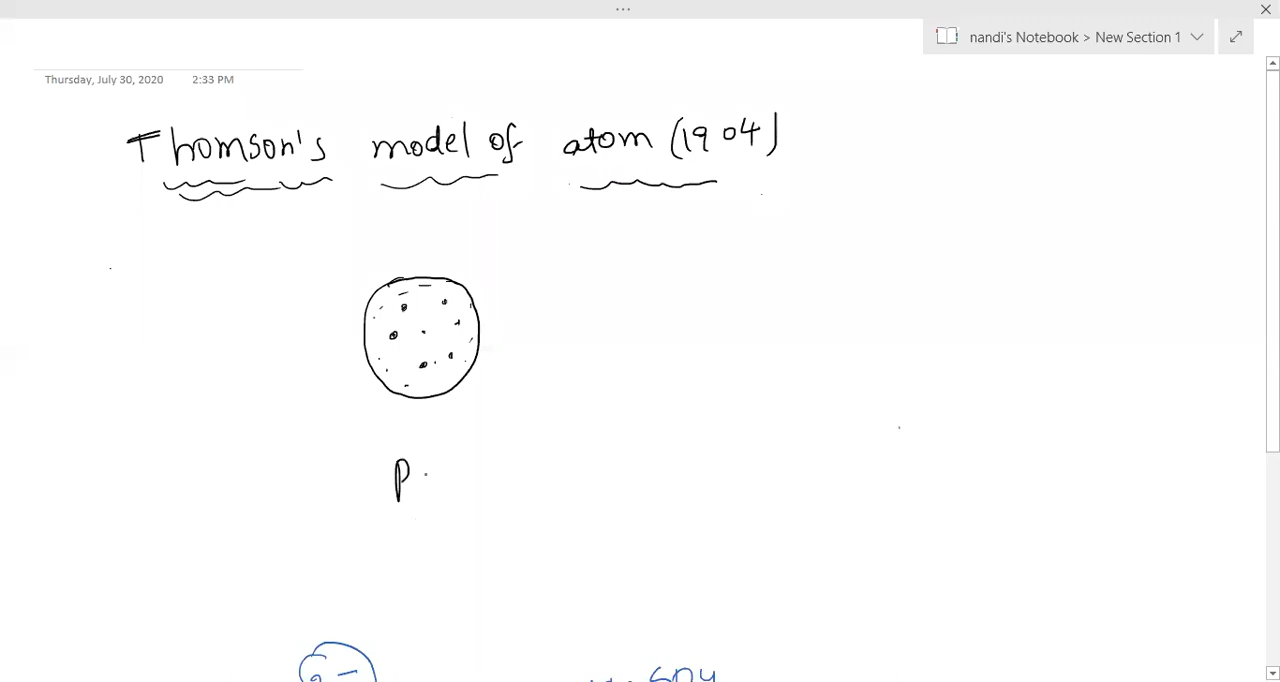 nandi's Notebook > New Section 1
Thursday, July 30, 2020 2:33 PM
Thomson's model of atom (1904)
P